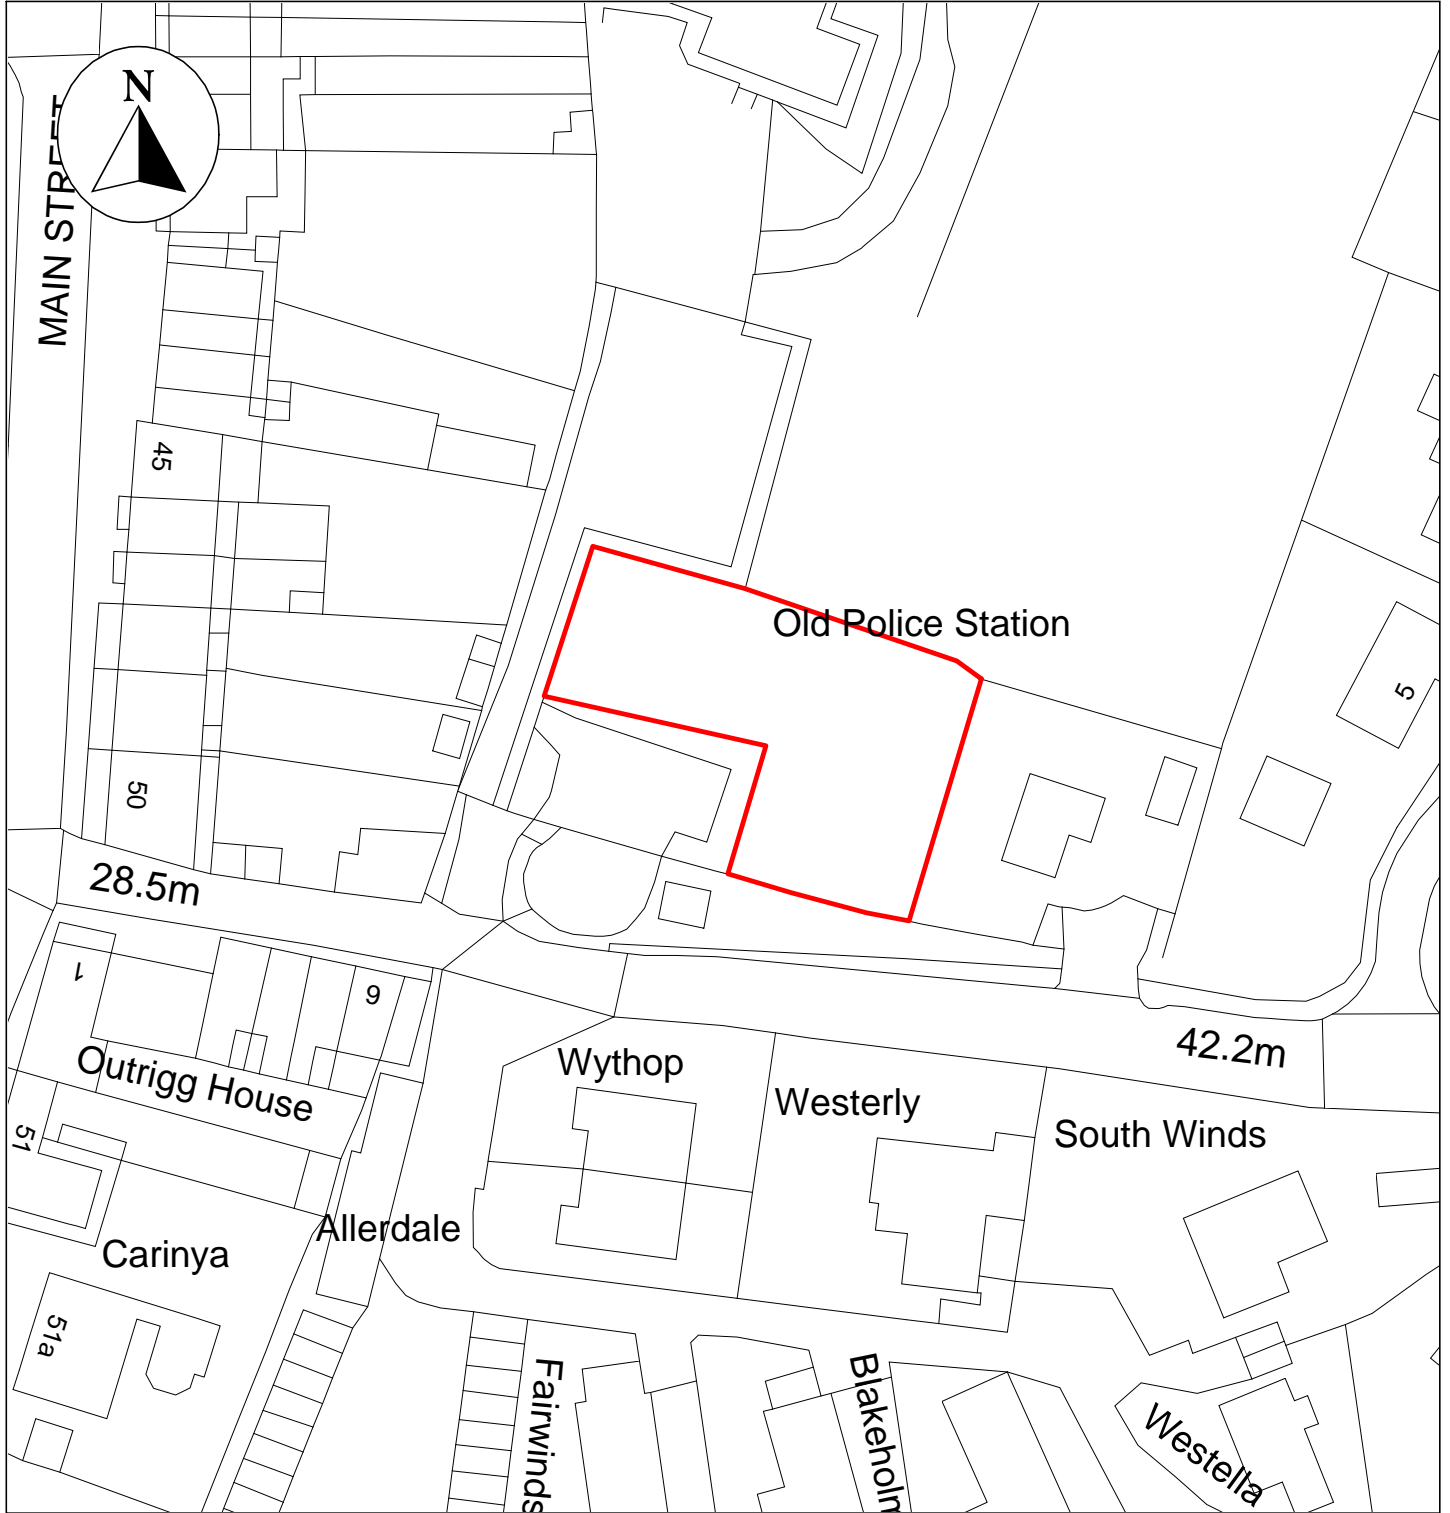 N
MAIN STREET
45
Old Police Station
5
50
28.5m
1
6
42.2m
Outrigg House
Wythop
Westerly
South Winds
51
Allerdale
Carinya
51a
Fairwinds
Blakeholm
Westella